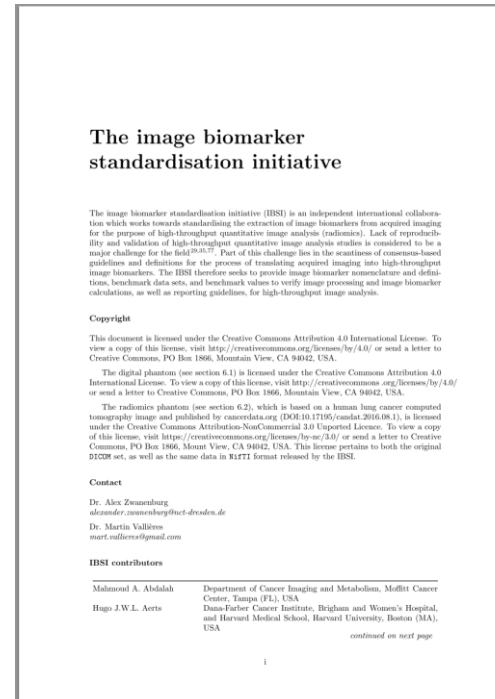 The image biomarker
standardisation initiative
The image biomarker standardisation initiative (IBSI) is an independent international collabora-
tion which works towards standardising the extraction of image biomarkers from acquired imaging
for the purpose of high-throughput quantitative image analysis (radiomics). Lack of reproducib-
ility and validation of high-throughput quantitative image analysis studies is considered to be a
major challenge for the field29,35,77. Part of this challenge lies in the scantiness of consensus-based
guidelines and definitions for the process of translating acquired imaging into high-throughput
image biomarkers. The IBSI therefore seeks to provide image biomarker nomenclature and defini-
tions, benchmark data sets, and benchmark values to verify image processing and image biomarker
calculations, as well as reporting guidelines, for high-throughput image analysis.
Copyright
This document is licensed under the Creative Commons Attribution 4.0 International License. To
view a copy of this license, visit http://creativecommons.org/licenses/by/4.0/ or send a letter to
Creative Commons, PO Box 1866, Mountain View, CA 94042, USA.
The digital phantom (see section 6.1) is licensed under the Creative Commons Attribution 4.0
International License. To view a copy of this license, visit http://creativecommons .org/licenses/by/4.0/
or send a letter to Creative Commons, PO Box 1866, Mountain View, CA 94042, USA.
The radiomics phantom (see section 6.2), which is based on a human lung cancer computed
tomography image and published by cancerdata.org (DOI:10.17195/candat.2016.08.1), is licensed
under the Creative Commons Attribution-NonCommercial 3.0 Unported Licence. To view a copy
of this license, visit https://creativecommons.org/licenses/by-nc/3.0/ or send a letter to Creative
Commons, PO Box 1866, Mount View, CA 94042, USA. This license pertains to both the original
DICOM set, as well as the same data in NifTI format released by the IBSI.
Contact
Dr. Alex Zwanenburg
alexander.zwanenburg@nct-dresden.de
Dr. Martin Vallières
mart.vallieres@gmail.com
IBSI contributors
Mahmoud A. Abdalah Department of Cancer Imaging and Metabolism, Moffitt Cancer
Center, Tampa (FL), USA
Hugo J.W.L. Aerts Dana-Farber Cancer Institute, Brigham and Women's Hospital,
and Harvard Medical School, Harvard University, Boston (MA),
USA
continued on next page
i